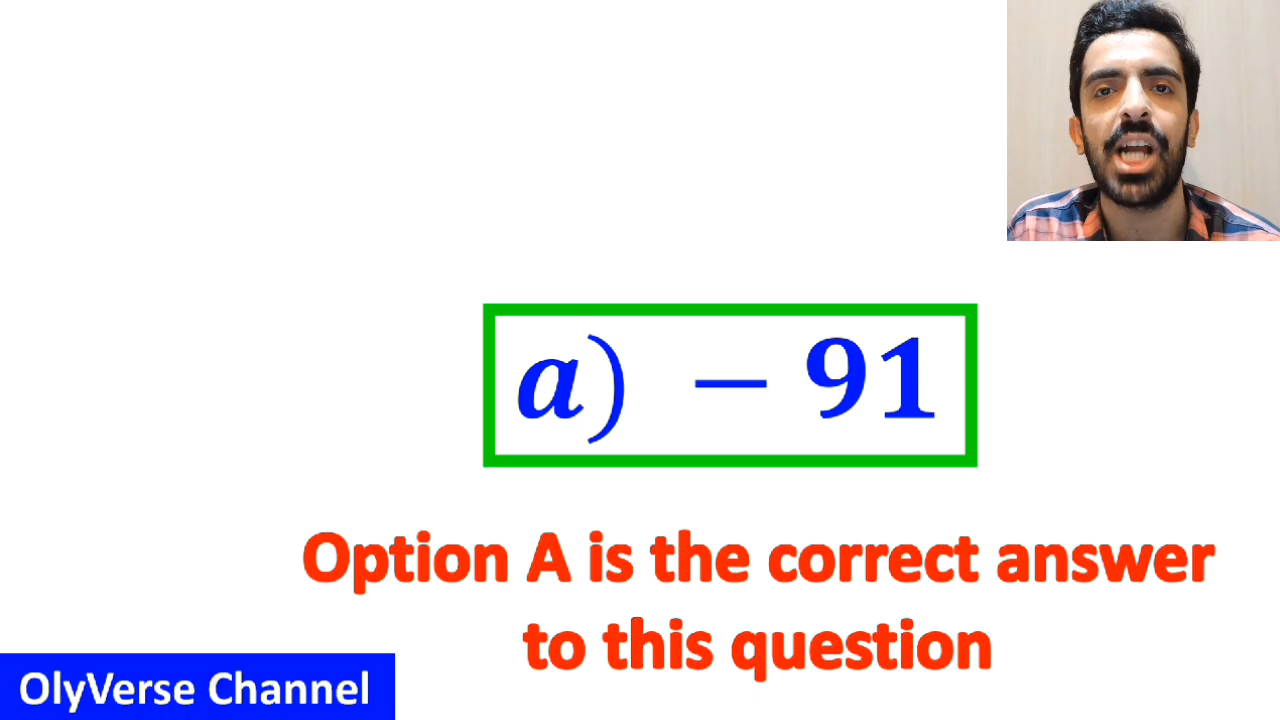 a) − 91
Option A is the correct answer
to this question
OlyVerse Channel